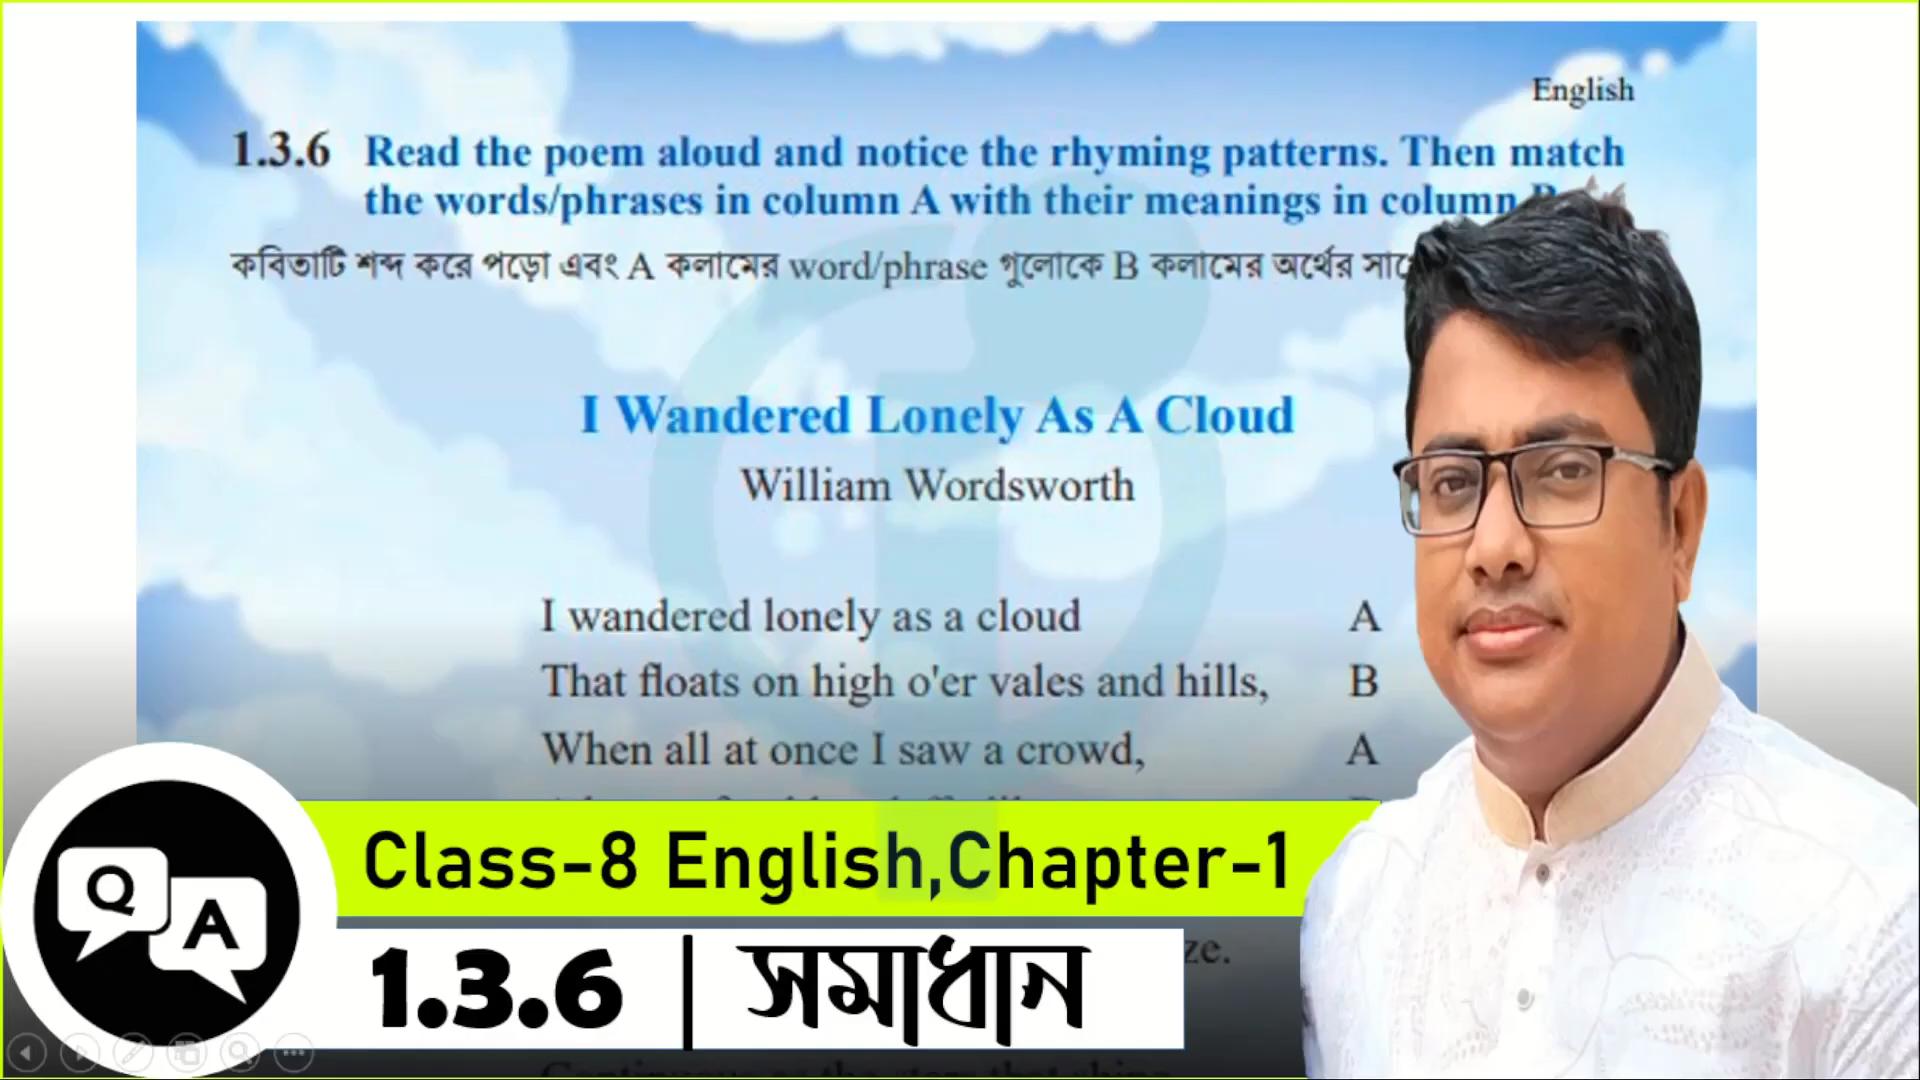 English
1.3.6 Read the poem aloud and notice the rhyming patterns. Then match
the words/phrases in column A with their meanings in column
কবিতাটি শব্দ করে পড়ো এবং A কলামের word/phrase গুলোকে B কলামের অর্থের
I Wandered Lonely As A Cloud
William Wordsworth
I wandered lonely as a cloud A
That floats on high o'er vales and hills, B
When all at once I saw a crowd, A
Class-8 English,Chapter-1
ze.
Q A
1.3.6 | সমাধান